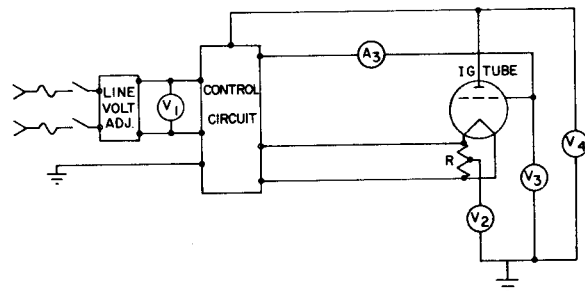 A3
IG TUBE
LINE
VOLT
ADJ.
V1
CONTROL
CIRCUIT
R
V2
V3
V4